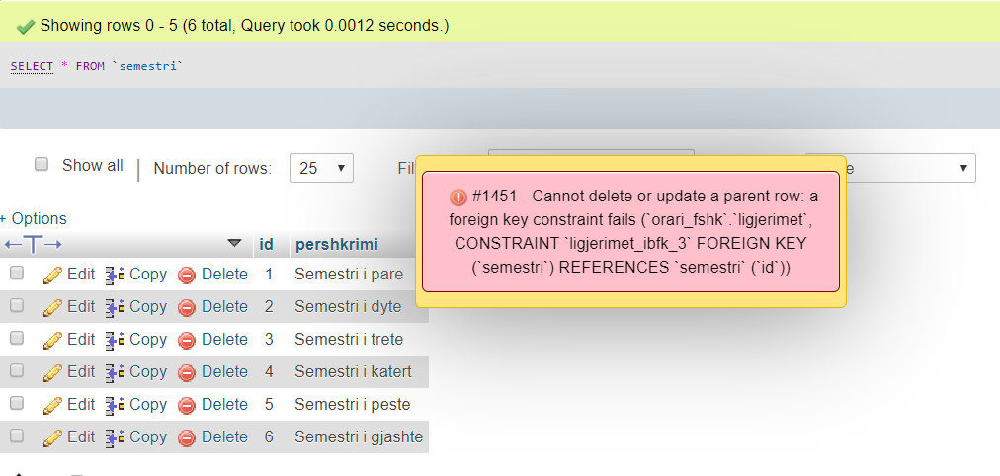 Showing rows 0 - 5 (6 total, Query took 0.0012 seconds.)
SELECT * FROM `semestri`
Show all | Number of rows: 25
#1451 - Cannot delete or update a parent row: a
foreign key constraint fails (`orari_fshk`.`ligjerimet`,
CONSTRAINT `ligjerimet_ibfk_3` FOREIGN KEY
(`semestri`) REFERENCES `semestri` (`id`))
+ Options
id pershkrimi
Edit Copy Delete 1 Semestri i pare
Edit Copy Delete 2 Semestri i dyte
Edit Copy Delete 3 Semestri i trete
Edit Copy Delete 4 Semestri i katert
Edit Copy Delete 5 Semestri i peste
Edit Copy Delete 6 Semestri i gjashte